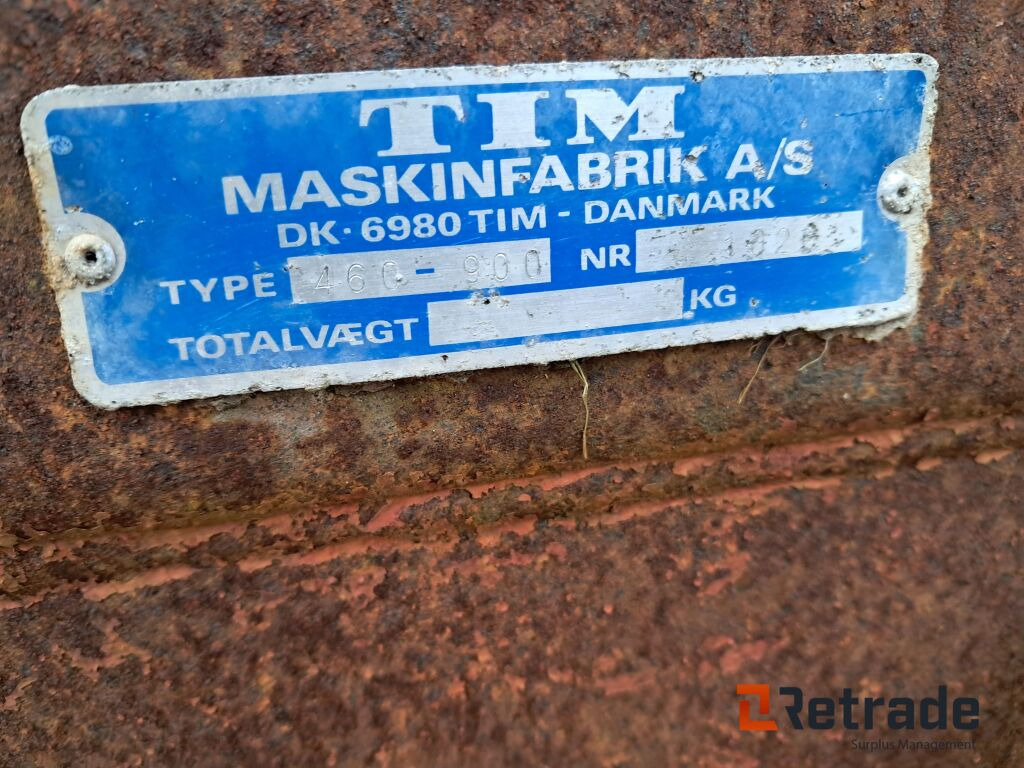 TIM
MASKINFABRIK A/S
DK · 6980 TIM - DANMARK
TYPE 460-900 NR
TOTALVÆGT KG
Retrade
Surplus Management